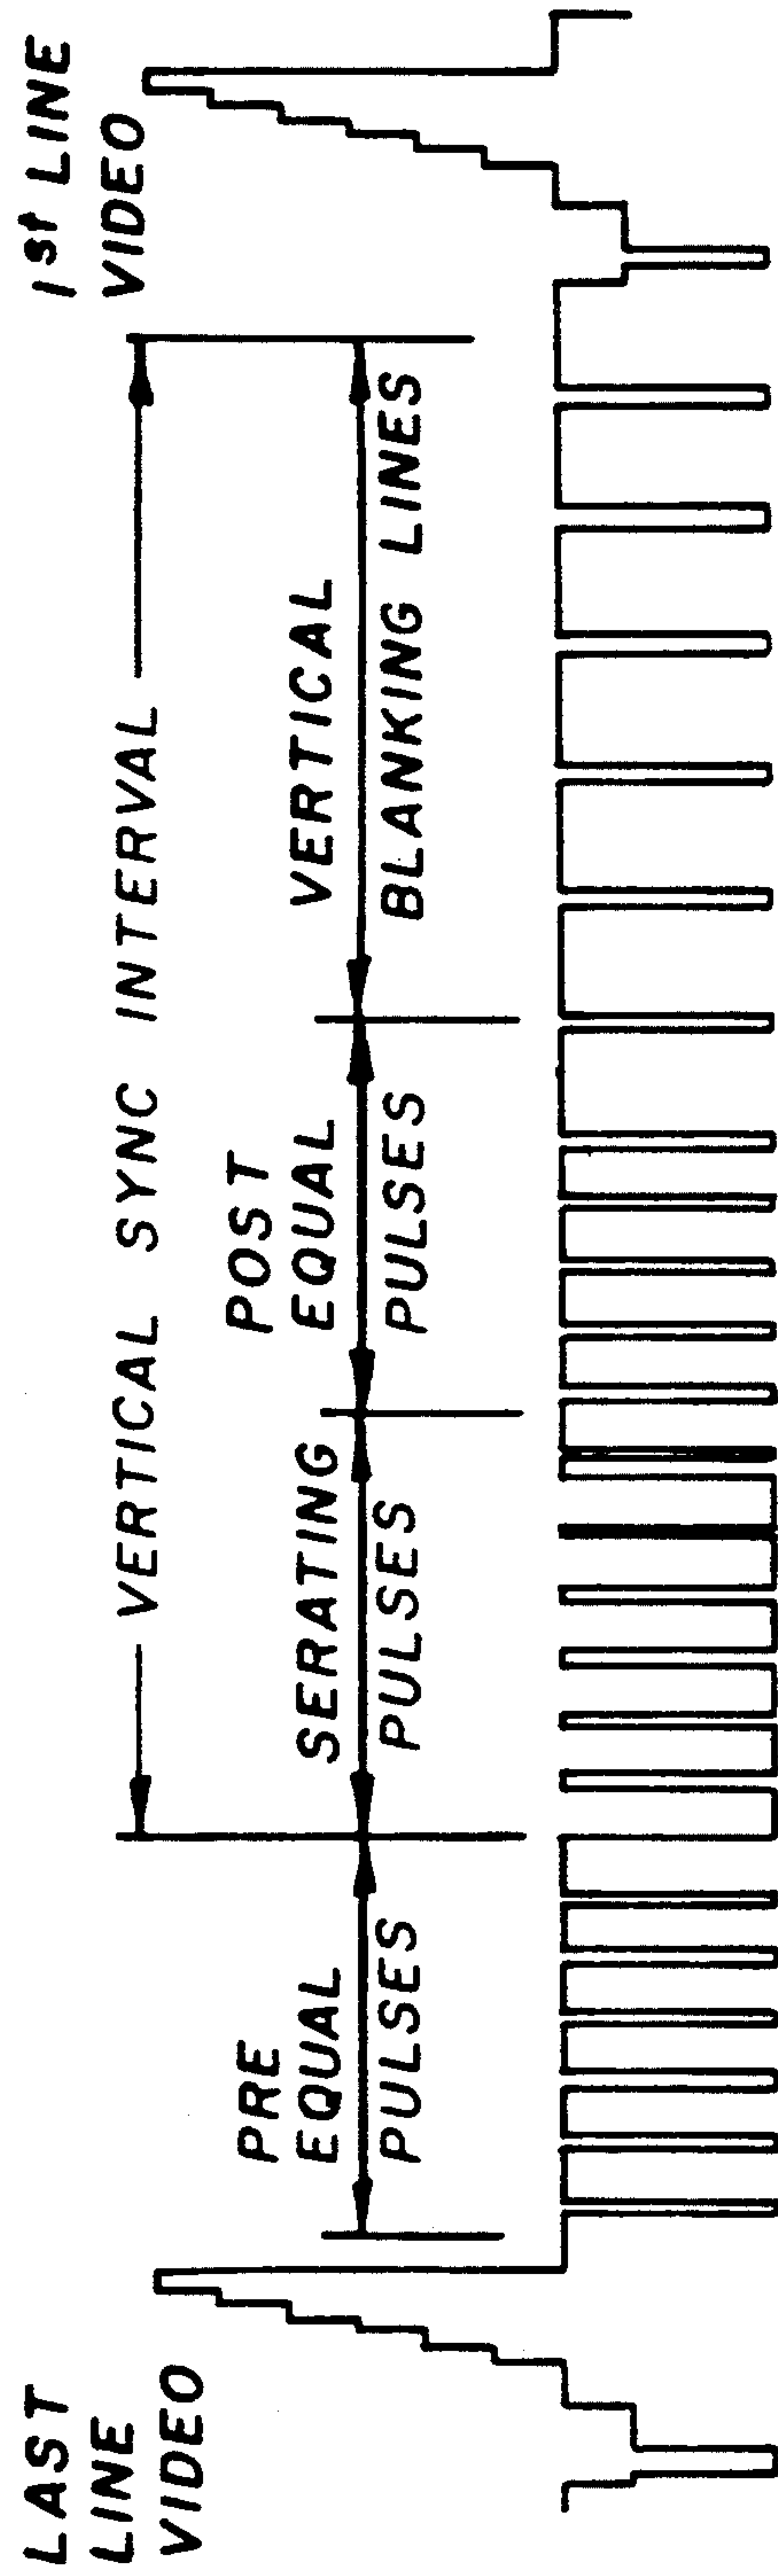 LAST
LINE
VIDEO
1st LINE
VIDEO
VERTICAL SYNC INTERVAL
PRE
EQUAL
PULSES
SERATING
PULSES
POST
EQUAL
PULSES
VERTICAL
BLANKING LINES